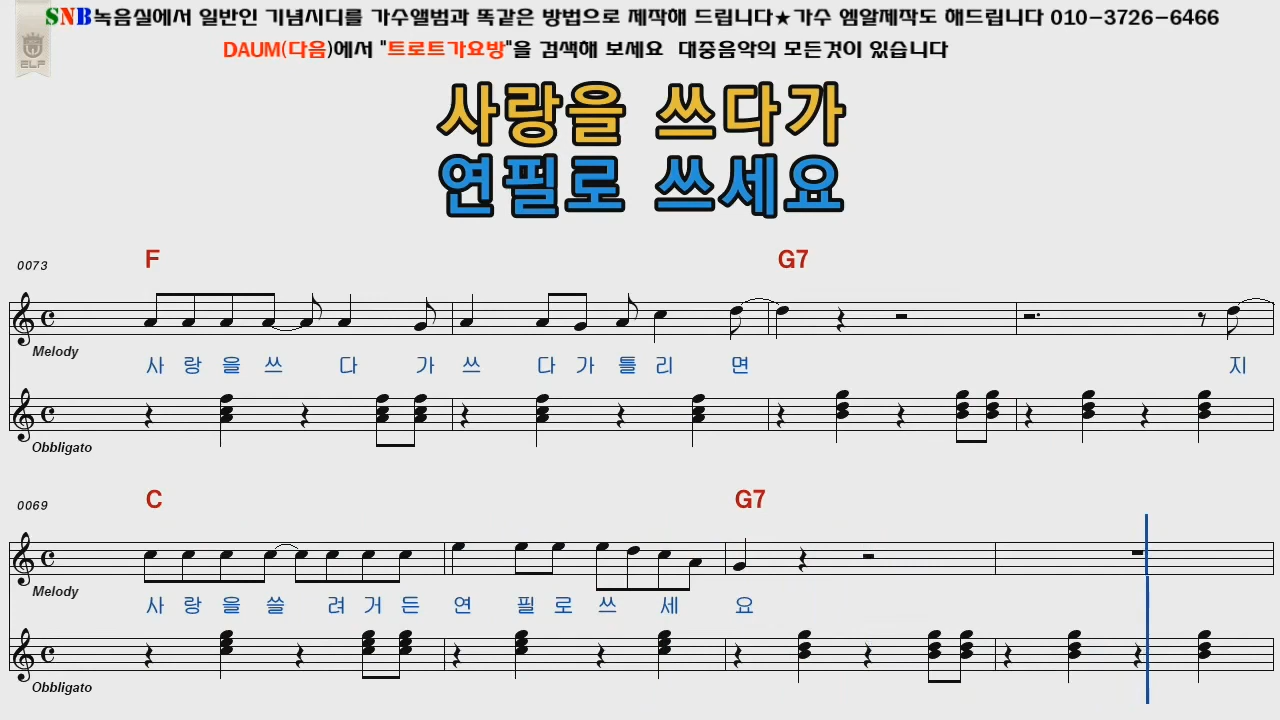 SNB녹음실에서 일반인 기념시디를 가수앨범과 똑같은 방법으로 제작해 드립니다★가수 엠알제작도 해드립니다 010-3726-6466
ELP
DAUM(다음)에서 "트로트가요방"을 검색해 보세요 대중음악의 모든것이 있습니다
사랑을 쓰다가
연필로 쓰세요
0073 F G7
Melody
사 랑 을 쓰 다 가 쓰 다 가 틀 리 면 지
Obbligato
0069 C G7
Melody
사 랑 을 쓸 려 거 든 연 필 로 쓰 세 요
Obbligato